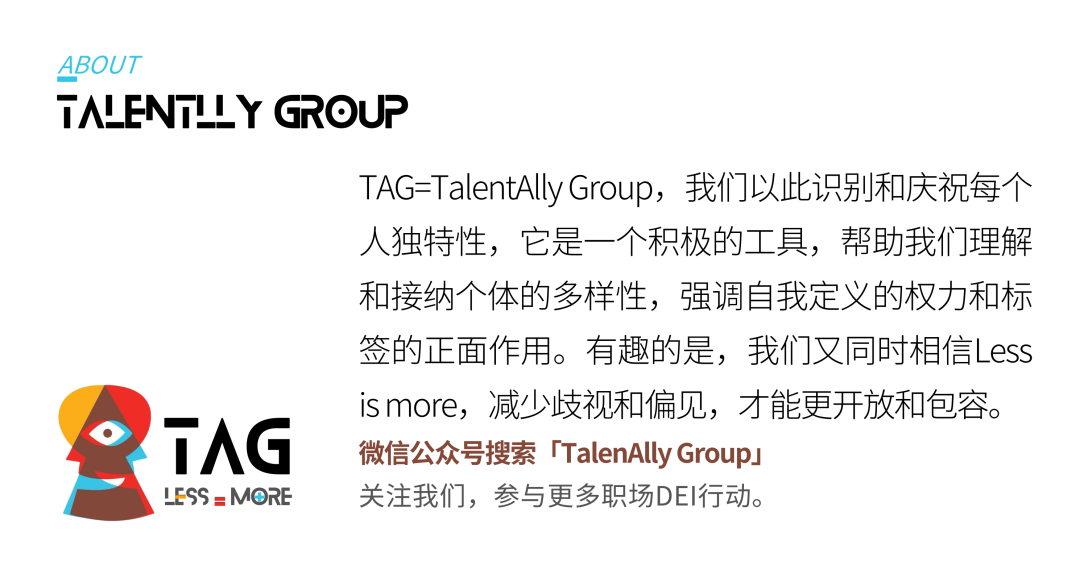 ABOUT
TALENTLLY GROUP
TAG=TalentAlly Group，我们以此识别和庆祝每个
人独特性，它是一个积极的工具，帮助我们理解
和接纳个体的多样性，强调自我定义的权力和标
签的正面作用。有趣的是，我们又同时相信Less
is more，减少歧视和偏见，才能更开放和包容。
微信公众号搜索「TalenAlly Group」
关注我们，参与更多职场DEI行动。
TAG
LESS = MORE